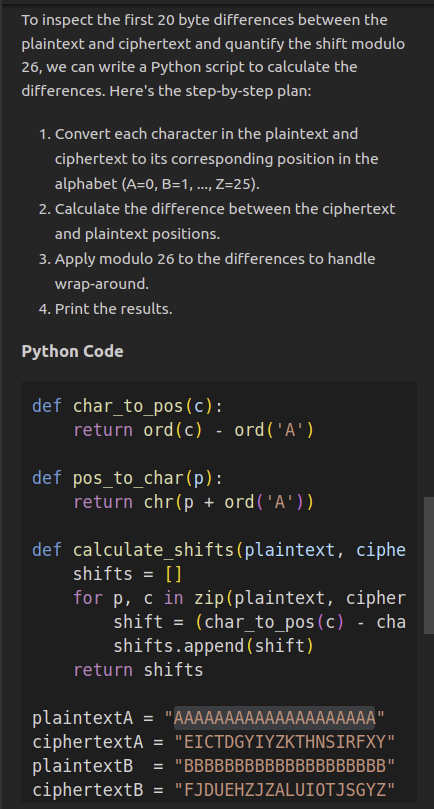 To inspect the first 20 byte differences between the
plaintext and ciphertext and quantify the shift modulo
26, we can write a Python script to calculate the
differences. Here's the step-by-step plan:
1. Convert each character in the plaintext and
ciphertext to its corresponding position in the
alphabet (A=0, B=1, ..., Z=25).
2. Calculate the difference between the ciphertext
and plaintext positions.
3. Apply modulo 26 to the differences to handle
wrap-around.
4. Print the results.
Python Code
def char_to_pos(c):
    return ord(c) - ord('A')
def pos_to_char(p):
    return chr(p + ord('A'))
def calculate_shifts(plaintext, ciphe
    shifts = []
    for p, c in zip(plaintext, cipher
        shift = (char_to_pos(c) - cha
        shifts.append(shift)
    return shifts
plaintextA = "AAAAAAAAAAAAAAAAAAAA"
ciphertextA = "EICTDGYIYZKTHNSIRFXY"
plaintextB  = "BBBBBBBBBBBBBBBBBBBB"
ciphertextB = "FJDUEHZJZALUIOTJSGYZ"